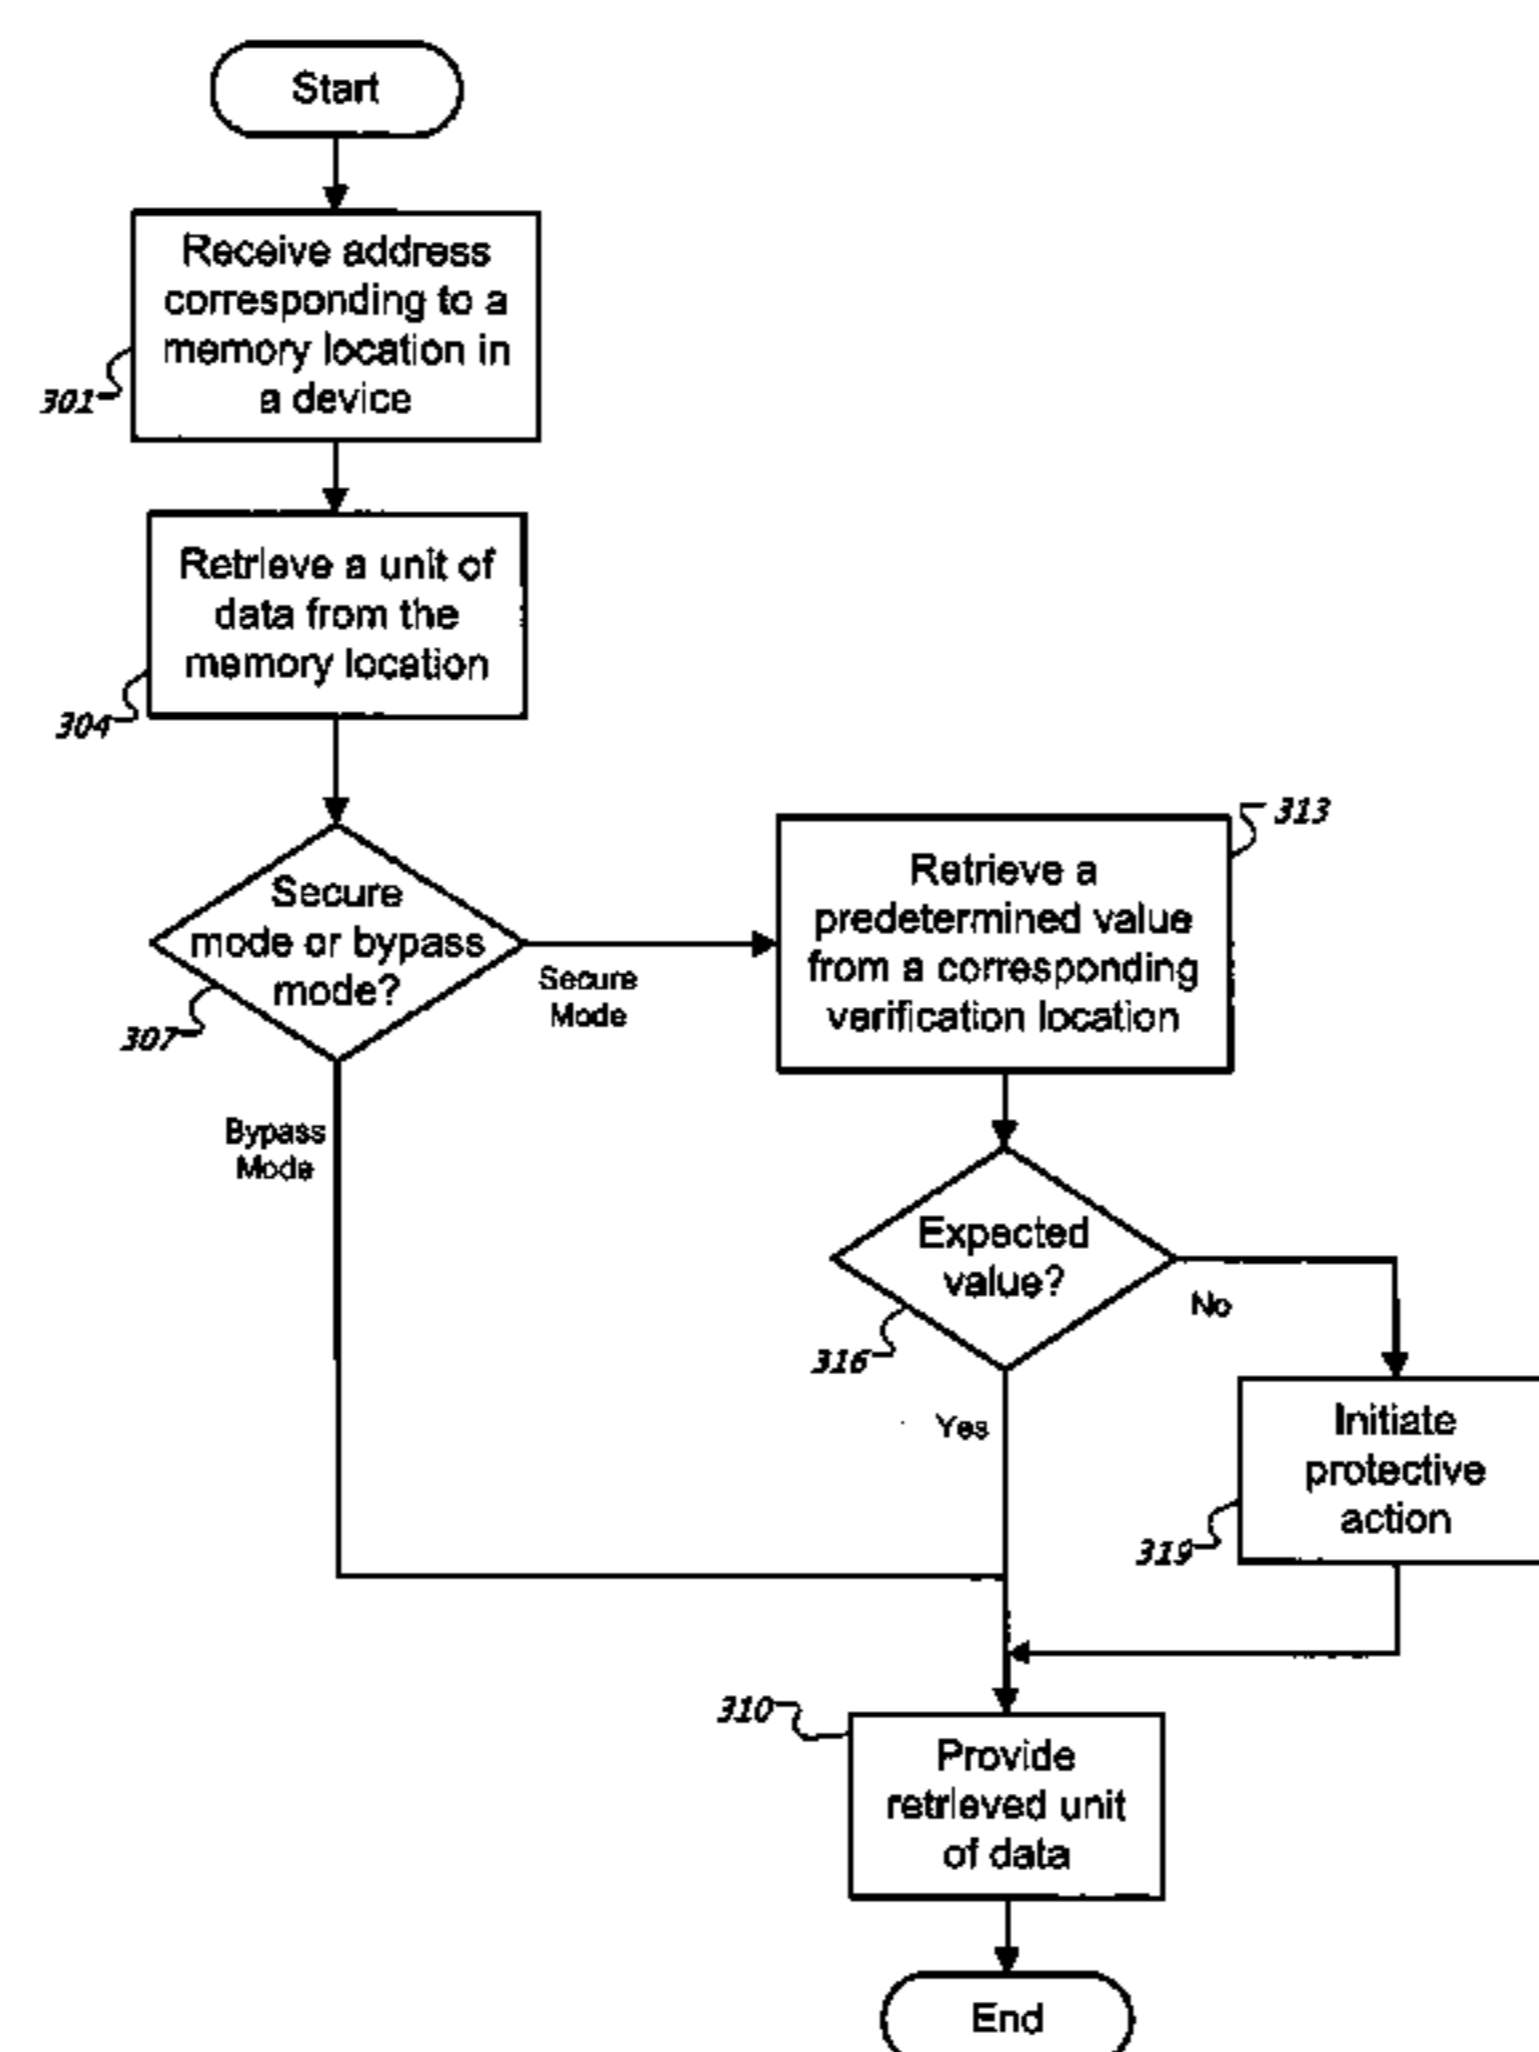 Start
Receive address
corresponding to a
memory location in
a device
301
Retrieve a unit of
data from the
memory location
304
Secure
mode or bypass
mode?
307
Secure
Mode
Bypass
Mode
313
Retrieve a
predetermined value
from a corresponding
verification location
Expected
value?
316
No
Yes
Initiate
protective
action
319
310
Provide
retrieved unit
of data
End